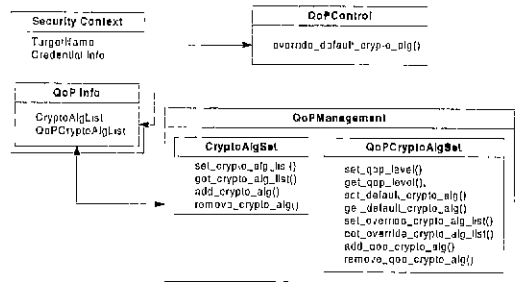 Security Context
TargetName
Credential Info
QoPControl
override_default_crypto_alg()
QoP Info
CryptoAlgList
QoPCryptoAlgList
QoPManagement
CryptoAlgSet
set_crypto_alg_list()
get_crypto_alg_list()
add_crypto_alg()
remove_crypto_alg()
QoPCryptoAlgSet
set_qop_level()
get_qop_level()
set_default_crypto_alg()
get_default_crypto_alg()
set_override_crypto_alg_list()
get_override_crypto_alg_list()
add_qop_crypto_alg()
remove_qop_crypto_alg()